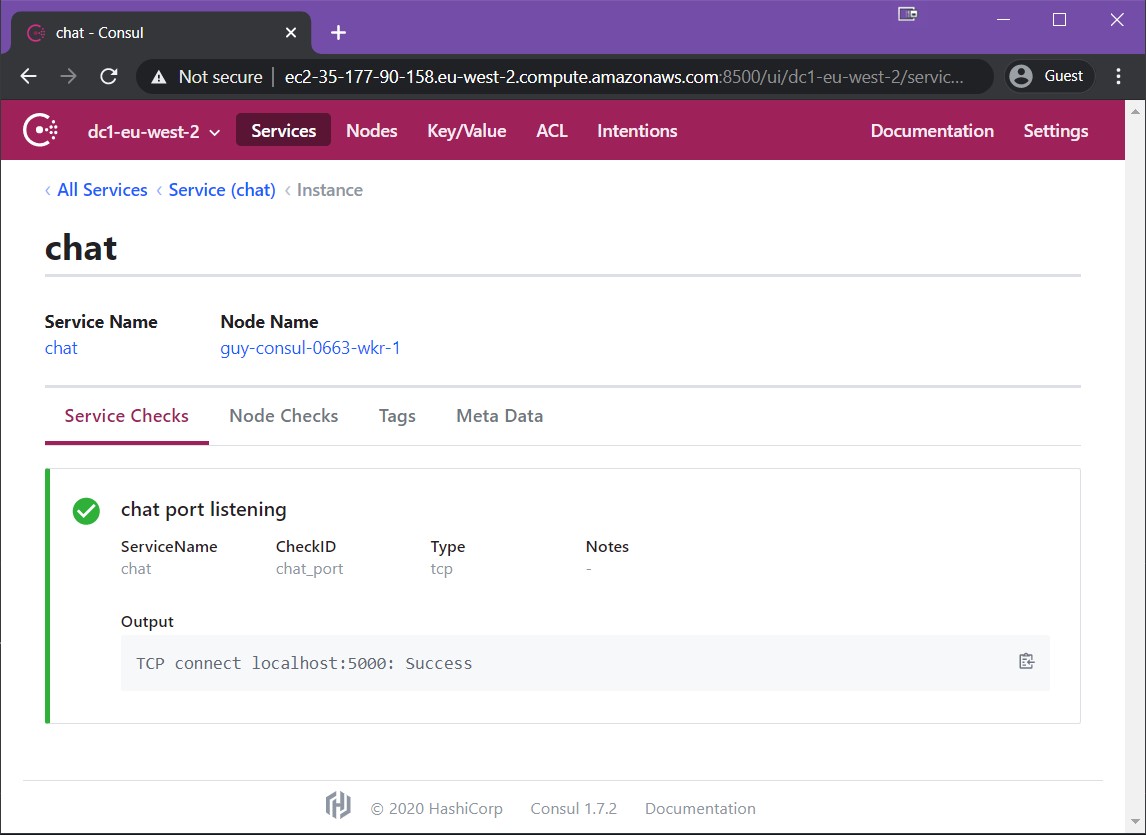 chat - Consul
Not secure ec2-35-177-90-158.eu-west-2.compute.amazonaws.com:8500/ui/dc1-eu-west-2/servic... Guest
dc1-eu-west-2 Services Nodes Key/Value ACL Intentions Documentation Settings
‹ All Services ‹ Service (chat) ‹ Instance
chat
Service Name Node Name
chat guy-consul-0663-wkr-1
Service Checks Node Checks Tags Meta Data
chat port listening
ServiceName CheckID Type Notes
chat chat_port tcp -
Output
TCP connect localhost:5000: Success
© 2020 HashiCorp Consul 1.7.2 Documentation